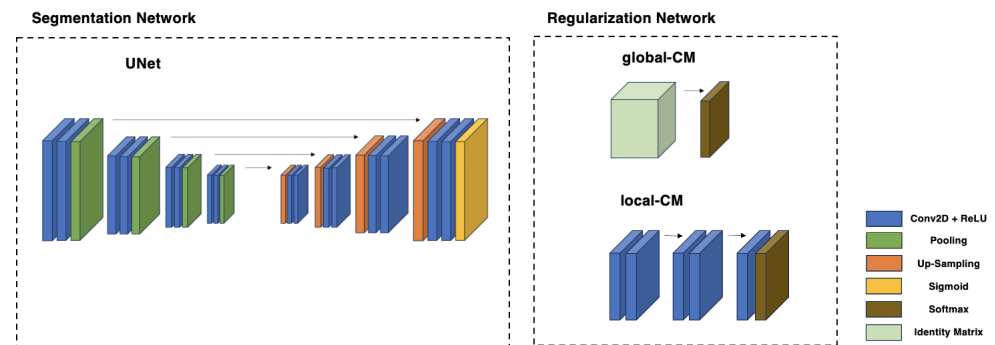 Segmentation Network
UNet
Regularization Network
global-CM
local-CM
Conv2D + ReLU
Pooling
Up-Sampling
Sigmoid
Softmax
Identity Matrix